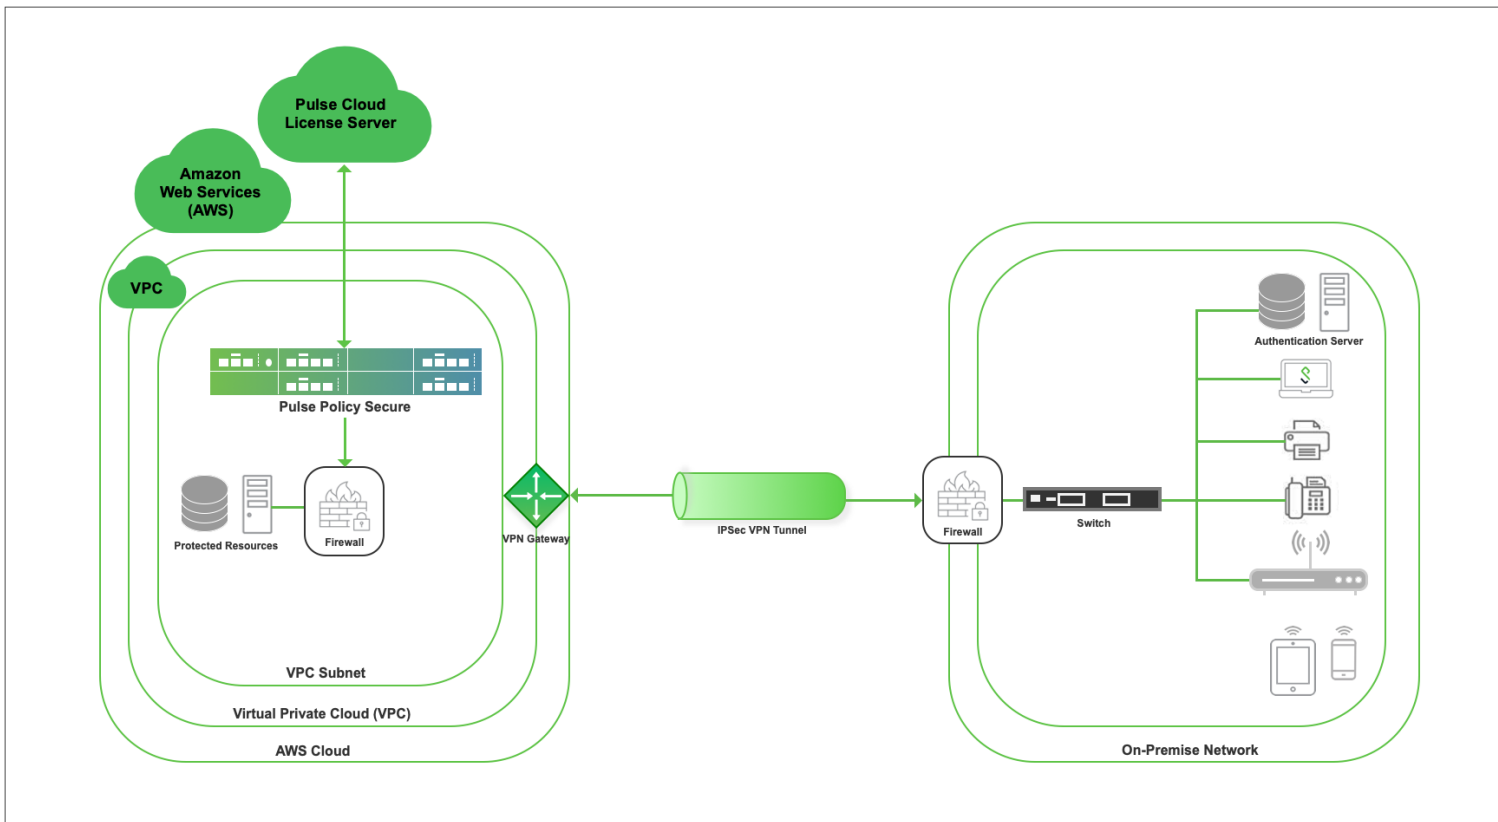 Pulse Cloud
License Server
Amazon
Web Services
(AWS)
VPC
Pulse Policy Secure
Protected Resources
Firewall
VPN Gateway
VPC Subnet
Virtual Private Cloud (VPC)
AWS Cloud
IPSec VPN Tunnel
Firewall
Switch
Authentication Server
On-Premise Network